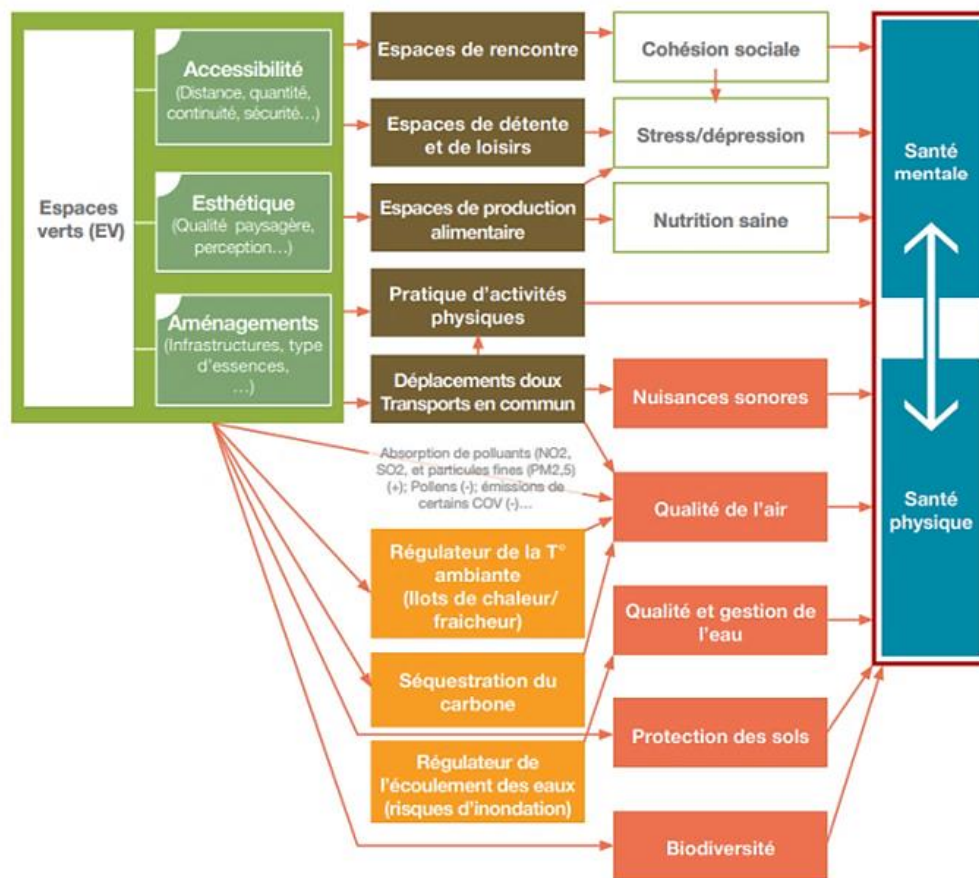 Espaces
verts (EV)
Accessibilité
(Distance, quantité,
continuité, sécurité…)
Esthétique
(Qualité paysagère,
perception…)
Aménagements
(Infrastructures, type
d'essences,
…)
Espaces de rencontre
Espaces de détente
et de loisirs
Espaces de production
alimentaire
Pratique d'activités
physiques
Déplacements doux
Transports en commun
Absorption de polluants (NO2,
SO2, et particules fines (PM2,5)
(+); Pollens (-); émissions de
certains COV (-)…
Régulateur de la T°
ambiante
(Ilots de chaleur/
fraicheur)
Séquestration du
carbone
Régulateur de
l'écoulement des eaux
(risques d'inondation)
Cohésion sociale
Stress/dépression
Nutrition saine
Nuisances sonores
Qualité de l'air
Qualité et gestion de
l'eau
Protection des sols
Biodiversité
Santé
mentale
Santé
physique